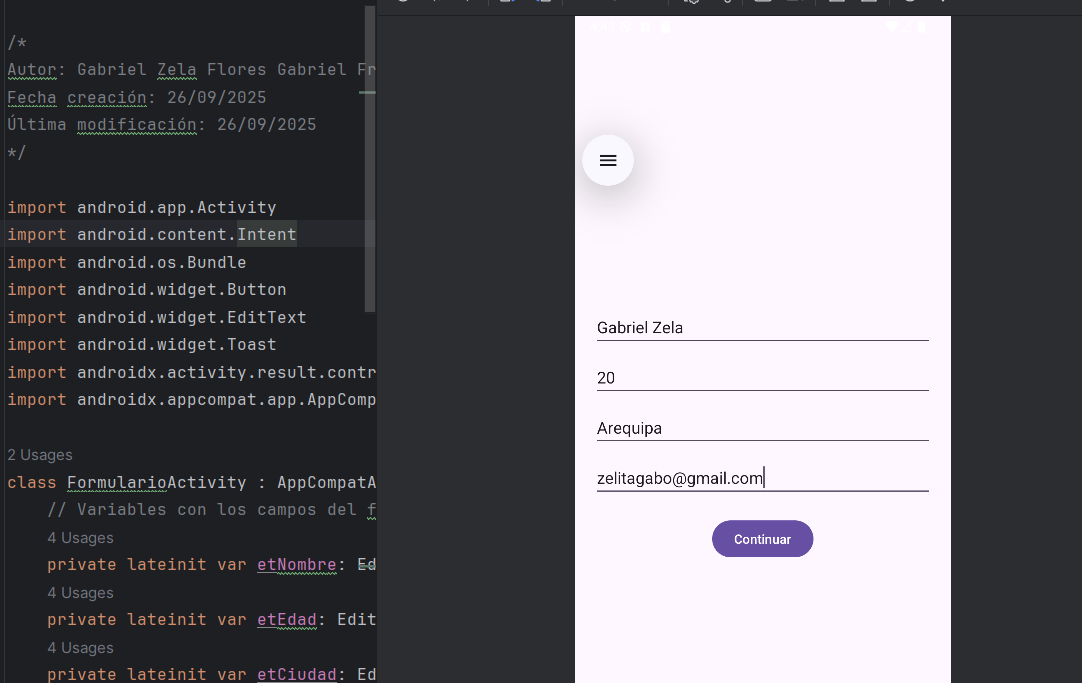 /*
Autor: Gabriel Zela Flores Gabriel Fr
Fecha creación: 26/09/2025
Última modificación: 26/09/2025
*/
import android.app.Activity
import android.content.Intent
import android.os.Bundle
import android.widget.Button
import android.widget.EditText
import android.widget.Toast
import androidx.activity.result.contr
import androidx.appcompat.app.AppComp
2 Usages
class FormularioActivity : AppCompatA
// Variables con los campos del f
4 Usages
private lateinit var etNombre: Ed
4 Usages
private lateinit var etEdad: Edit
4 Usages
private lateinit var etCiudad: Ed
Gabriel Zela
20
Arequipa
zelitagabo@gmail.com
Continuar